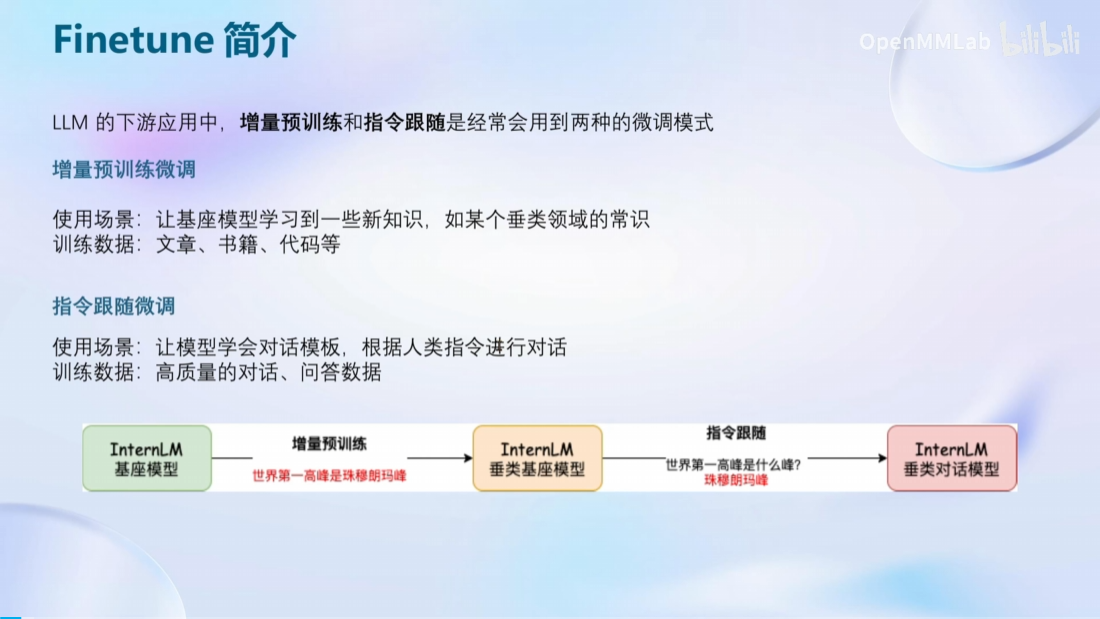 Finetune 简介
OpenMMLab bilibili
LLM 的下游应用中，增量预训练和指令跟随是经常会用到两种的微调模式
增量预训练微调
使用场景：让基座模型学习到一些新知识，如某个垂类领域的常识
训练数据：文章、书籍、代码等
指令跟随微调
使用场景：让模型学会对话模板，根据人类指令进行对话
训练数据：高质量的对话、问答数据
InternLM
基座模型
增量预训练
世界第一高峰是珠穆朗玛峰
InternLM
垂类基座模型
指令跟随
世界第一高峰是什么峰?
珠穆朗玛峰
InternLM
垂类对话模型